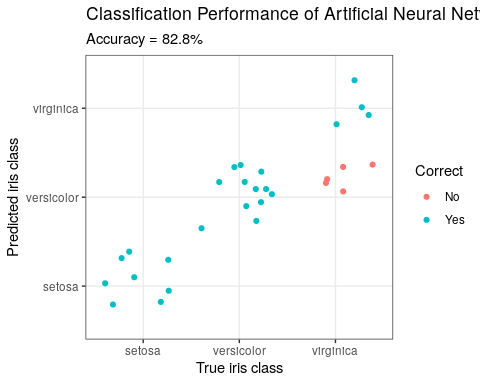 Classification Performance of Artificial Neural
Accuracy = 82.8%
virginica
versicolor
setosa
Predicted iris class
setosa
versicolor
virginica
True iris class
Correct
No
Yes